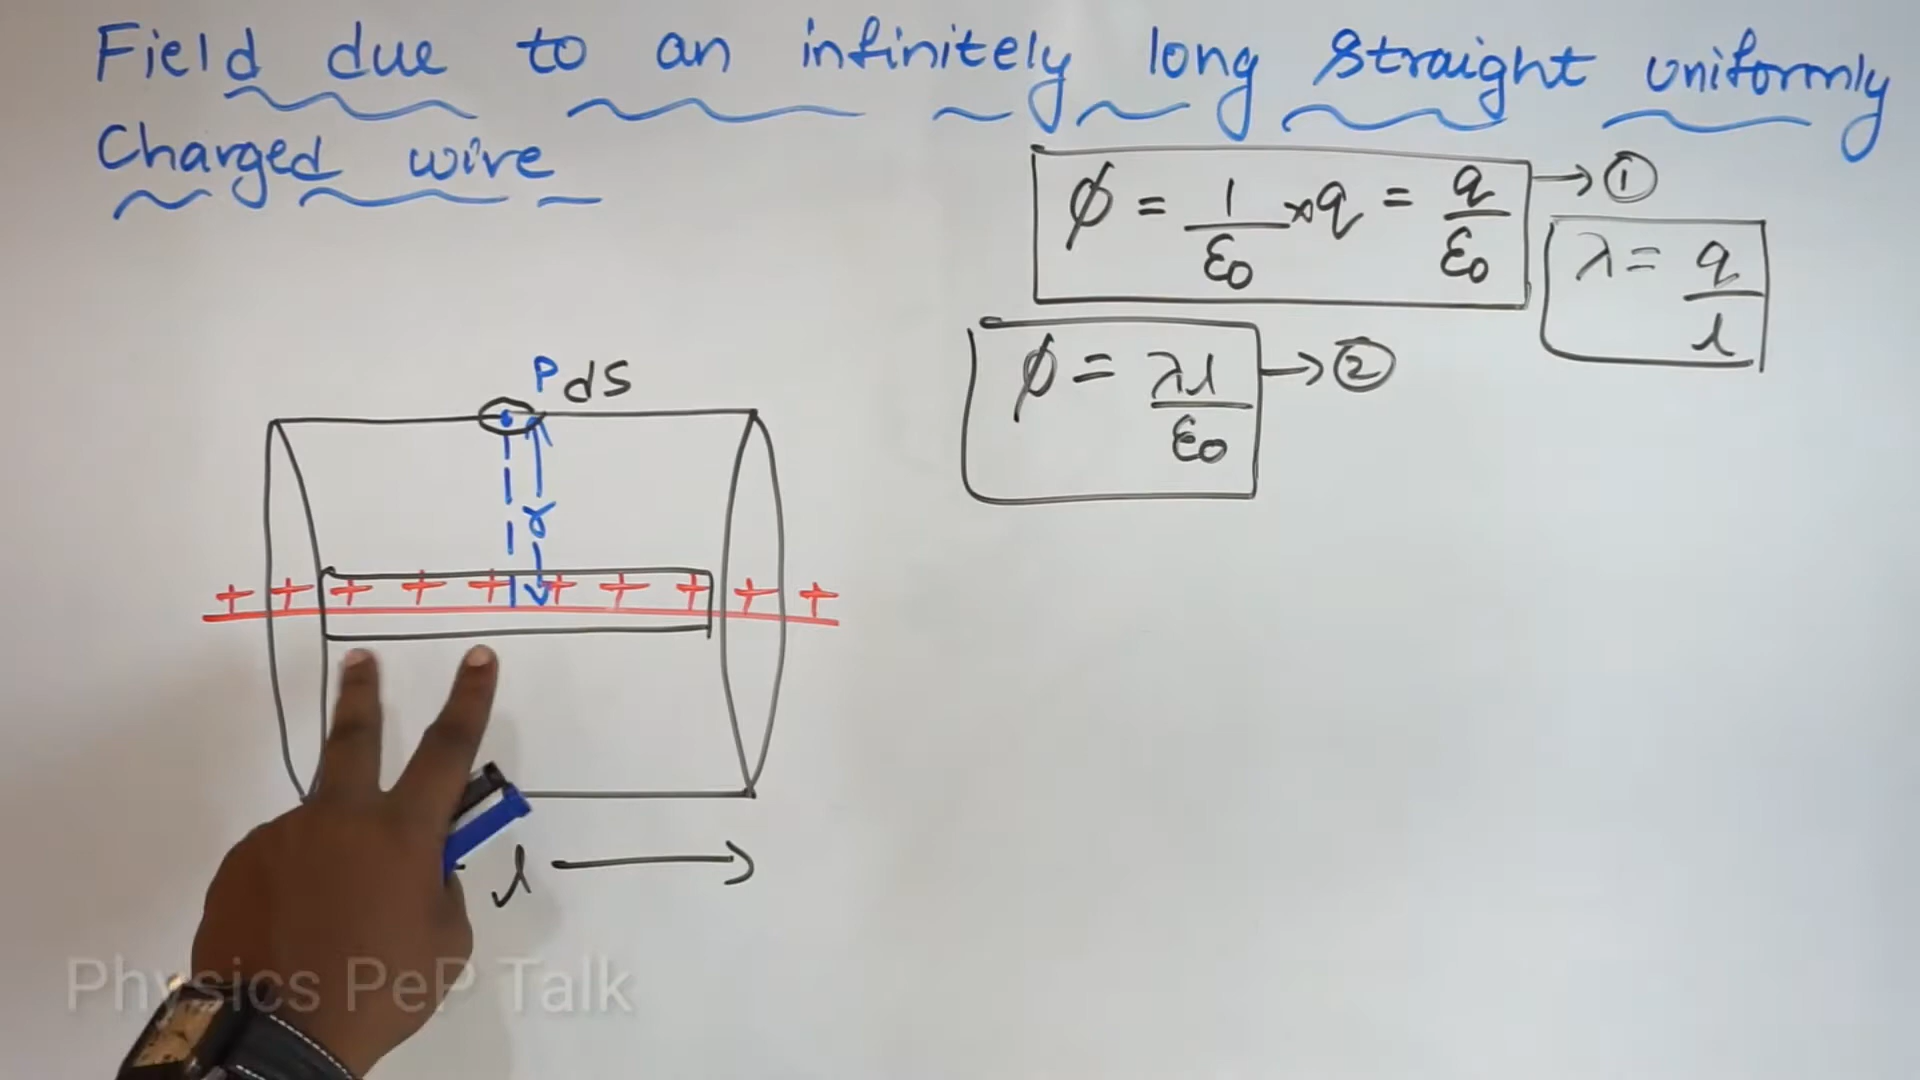 Field due to an infinitely long straight uniformly
Charged wire
ϕ = 1/ε0 × q = q/ε0 → ①
λ = q/l
ϕ = λl/ε0 → ②
P dS
r
+ + + + + + + + + +
l
Physics PeP Talk